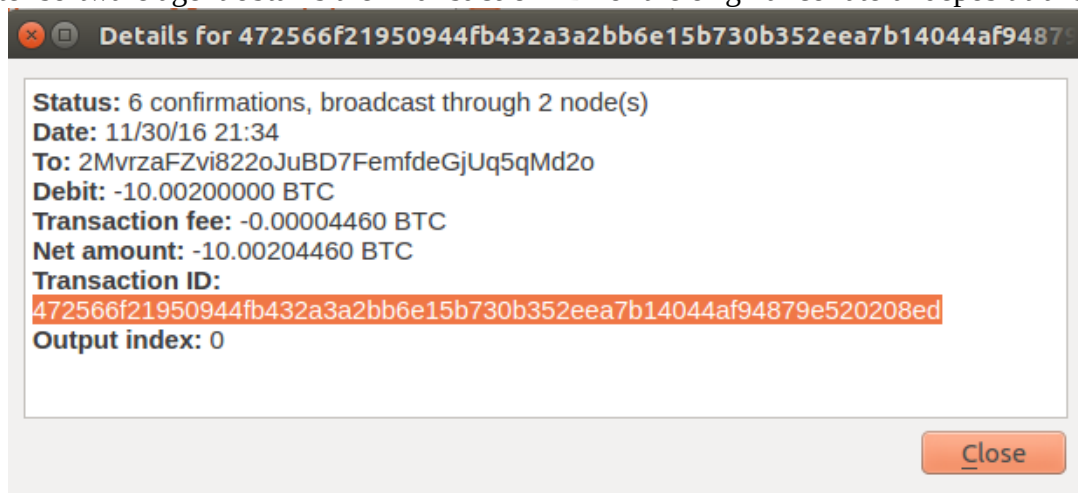 Details for 472566f21950944fb432a3a2bb6e15b730b352eea7b14044af94879
Status: 6 confirmations, broadcast through 2 node(s)
Date: 11/30/16 21:34
To: 2MvrzaFZvi822oJuBD7FemfdeGjUq5qMd2o
Debit: -10.00200000 BTC
Transaction fee: -0.00004460 BTC
Net amount: -10.00204460 BTC
Transaction ID:
472566f21950944fb432a3a2bb6e15b730b352eea7b14044af94879e520208ed
Output index: 0
Close